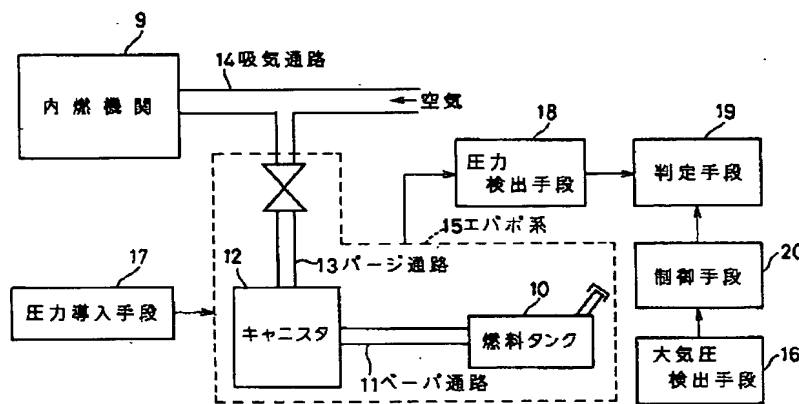 9
内燃機関
14吸気通路
空気
18
圧力
検出手段
19
判定手段
15エバポ系
13パージ通路
17
圧力導入手段
12
キャニスタ
10
燃料タンク
11ベーパ通路
制御手段
20
大気圧
検出手段
16